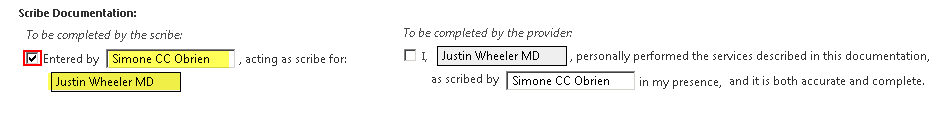 Scribe Documentation:
To be completed by the scribe:
Entered by Simone CC Obrien , acting as scribe for:
Justin Wheeler MD
To be completed by the provider:
I, Justin Wheeler MD , personally performed the services described in this documentation,
as scribed by Simone CC Obrien in my presence, and it is both accurate and complete.